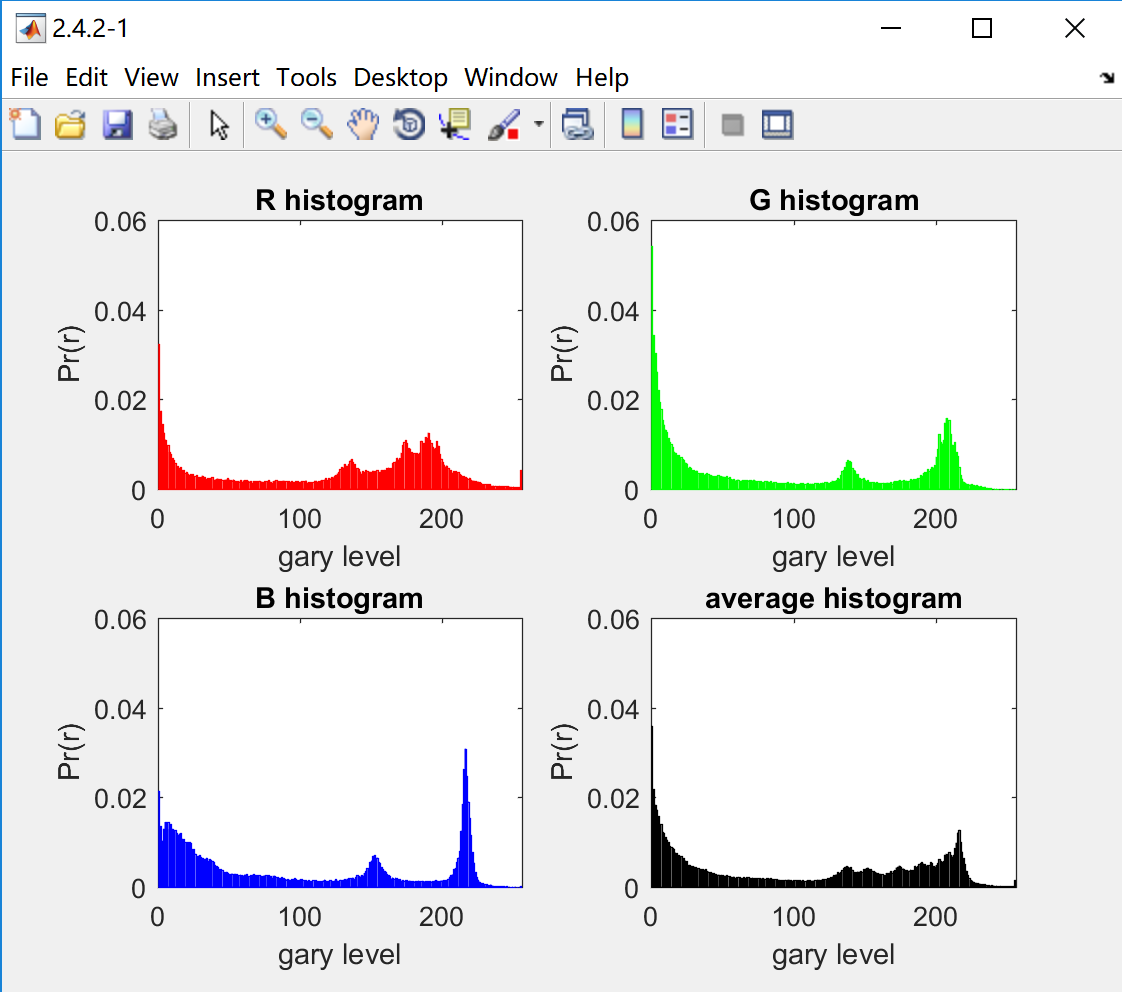 2.4.2-1
File Edit View Insert Tools Desktop Window Help
R histogram
0.06
0.04
0.02
0
Pr(r)
0 100 200
gary level
G histogram
0.06
0.04
0.02
0
Pr(r)
0 100 200
gary level
B histogram
0.06
0.04
0.02
0
Pr(r)
0 100 200
gary level
average histogram
0.06
0.04
0.02
0
Pr(r)
0 100 200
gary level